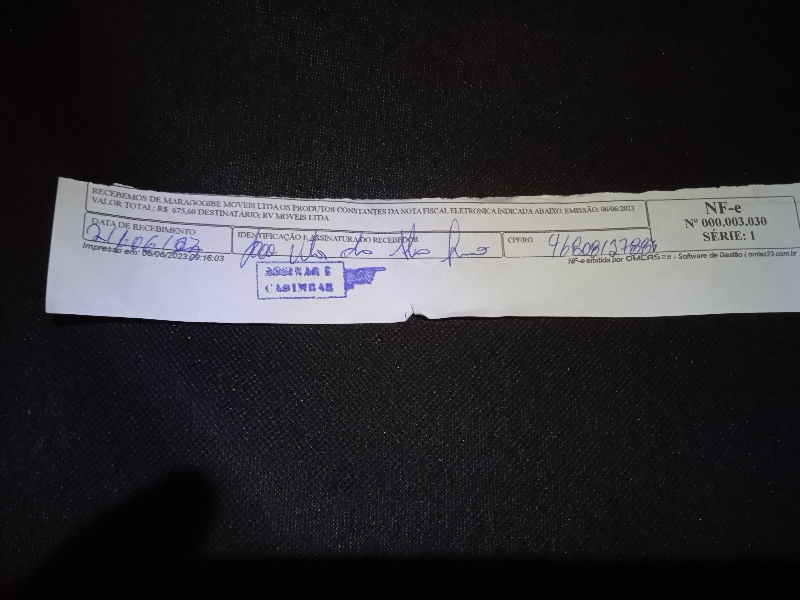 RECEBEMOS DE MARAGOGIBE MOVEIS LTDA OS PRODUTOS CONSTANTES DA NOTA FISCAL ELETRONICA INDICADA ABAIXO. EMISSÃO: 06/06/2023
VALOR TOTAL: R$ 675,60 DESTINATÁRIO: RV MOVEIS LTDA
NF-e
Nº 000.003.030
SÉRIE: 1
DATA DE RECEBIMENTO
21/06/23
IDENTIFICAÇÃO E ASSINATURA DO RECEBEDOR
CPF/RG
Impresso em: 06/06/2023 09:16:03
NF-e emitida por - Software de Gestão | omies23.com.br
ASSINAR E
CARIMBAR